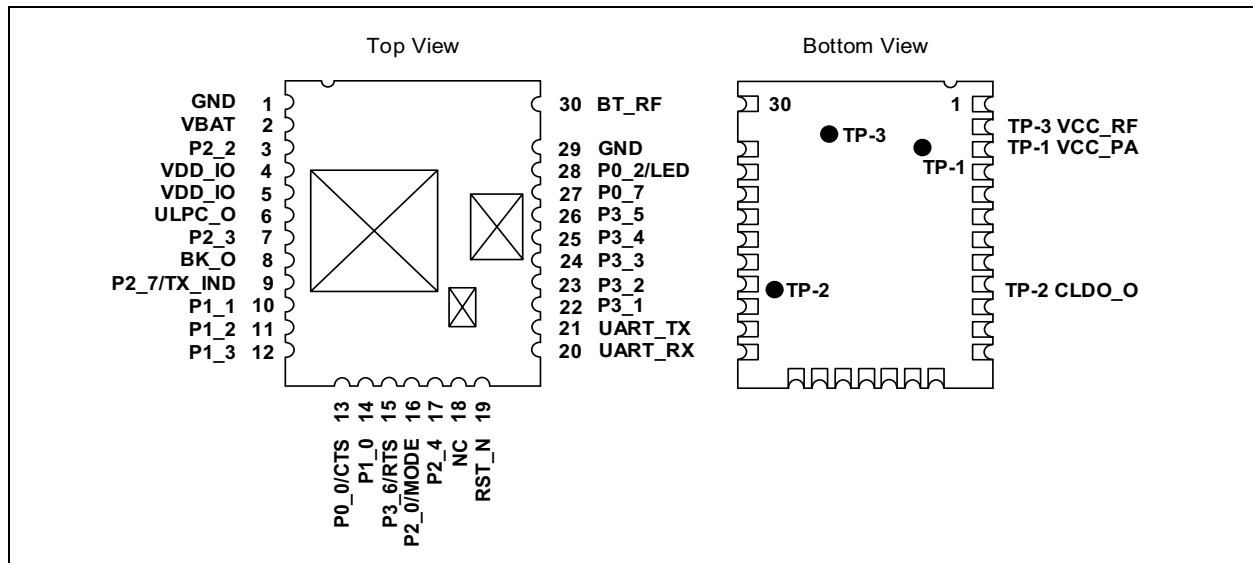 Top View
GND 1
VBAT 2
P2_2 3
VDD_IO 4
VDD_IO 5
ULPC_O 6
P2_3 7
BK_O 8
P2_7/TX_IND 9
P1_1 10
P1_2 11
P1_3 12
P0_0/CTS 13
P1_0 14
P3_6/RTS 15
P2_0/MODE 16
P2_4 17
NC 18
RST_N 19
30 BT_RF
29 GND
28 P0_2/LED
27 P0_7
26 P3_5
25 P3_4
24 P3_3
23 P3_2
22 P3_1
21 UART_TX
20 UART_RX
Bottom View
30 1
TP-3
TP-1
TP-2
TP-3 VCC_RF
TP-1 VCC_PA
TP-2 CLDO_O